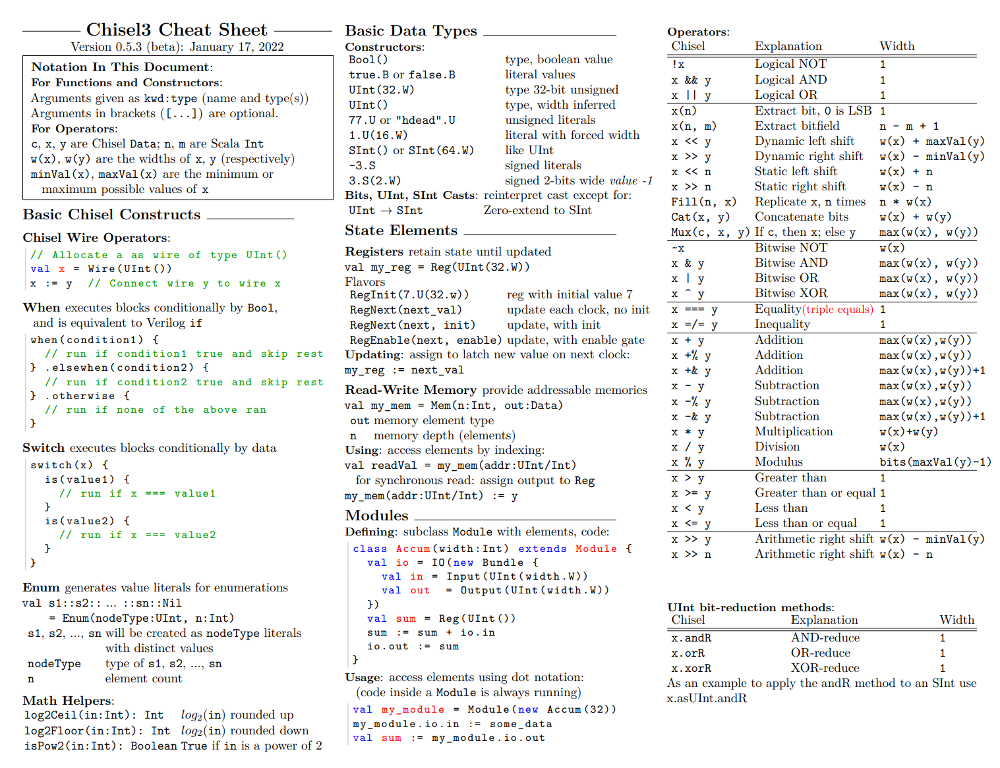 Chisel3 Cheat Sheet
Version 0.5.3 (beta): January 17, 2022
Notation In This Document:
For Functions and Constructors:
Arguments given as kwd:type (name and type(s))
Arguments in brackets ([...]) are optional.
For Operators:
c, x, y are Chisel Data; n, m are Scala Int
w(x), w(y) are the widths of x, y (respectively)
minVal(x), maxVal(x) are the minimum or
maximum possible values of x
Basic Chisel Constructs
Chisel Wire Operators:
// Allocate a as wire of type UInt()
val x = Wire(UInt())
x := y // Connect wire y to wire x
When executes blocks conditionally by Bool,
and is equivalent to Verilog if
when(condition1) {
// run if condition1 true and skip rest
} .elsewhen(condition2) {
// run if condition2 true and skip rest
} .otherwise {
// run if none of the above ran
}
Switch executes blocks conditionally by data
switch(x) {
is(value1) {
// run if x === value1
}
is(value2) {
// run if x === value2
}
}
Enum generates value literals for enumerations
val s1::s2:: ... ::sn::Nil
= Enum(nodeType:UInt, n:Int)
s1, s2, ..., sn will be created as nodeType literals
with distinct values
nodeType type of s1, s2, ..., sn
n element count
Math Helpers:
log2Ceil(in:Int): Int log2(in) rounded up
log2Floor(in:Int): Int log2(in) rounded down
isPow2(in:Int): Boolean True if in is a power of 2
Basic Data Types
Constructors:
Bool() type, boolean value
true.B or false.B literal values
UInt(32.W) type 32-bit unsigned
UInt() type, width inferred
77.U or "hdead".U unsigned literals
1.U(16.W) literal with forced width
SInt() or SInt(64.W) like UInt
-3.S signed literals
3.S(2.W) signed 2-bits wide value -1
Bits, UInt, SInt Casts: reinterpret cast except for:
UInt → SInt Zero-extend to SInt
State Elements
Registers retain state until updated
val my_reg = Reg(UInt(32.W))
Flavors
RegInit(7.U(32.w)) reg with initial value 7
RegNext(next_val) update each clock, no init
RegNext(next, init) update, with init
RegEnable(next, enable) update, with enable gate
Updating: assign to latch new value on next clock:
my_reg := next_val
Read-Write Memory provide addressable memories
val my_mem = Mem(n:Int, out:Data)
out memory element type
n memory depth (elements)
Using: access elements by indexing:
val readVal = my_mem(addr:UInt/Int)
for synchronous read: assign output to Reg
my_mem(addr:UInt/Int) := y
Modules
Defining: subclass Module with elements, code:
class Accum(width:Int) extends Module {
val io = IO(new Bundle {
val in = Input(UInt(width.W))
val out = Output(UInt(width.W))
})
val sum = Reg(UInt())
sum := sum + io.in
io.out := sum
}
Usage: access elements using dot notation:
(code inside a Module is always running)
val my_module = Module(new Accum(32))
my_module.io.in := some_data
val sum := my_module.io.out
Operators:
Chisel Explanation Width
!x Logical NOT 1
x && y Logical AND 1
x || y Logical OR 1
x(n) Extract bit, 0 is LSB 1
x(n, m) Extract bitfield n - m + 1
x << y Dynamic left shift w(x) + maxVal(y)
x >> y Dynamic right shift w(x) - minVal(y)
x << n Static left shift w(x) + n
x >> n Static right shift w(x) - n
Fill(n, x) Replicate x, n times n * w(x)
Cat(x, y) Concatenate bits w(x) + w(y)
Mux(c, x, y) If c, then x; else y max(w(x), w(y))
~x Bitwise NOT w(x)
x & y Bitwise AND max(w(x), w(y))
x | y Bitwise OR max(w(x), w(y))
x ^ y Bitwise XOR max(w(x), w(y))
x === y Equality(triple equals) 1
x =/= y Inequality 1
x + y Addition max(w(x),w(y))
x +% y Addition max(w(x),w(y))
x +& y Addition max(w(x),w(y))+1
x - y Subtraction max(w(x),w(y))
x -% y Subtraction max(w(x),w(y))
x -& y Subtraction max(w(x),w(y))+1
x * y Multiplication w(x)+w(y)
x / y Division w(x)
x % y Modulus bits(maxVal(y)-1)
x > y Greater than 1
x >= y Greater than or equal 1
x < y Less than 1
x <= y Less than or equal 1
x >> y Arithmetic right shift w(x) - minVal(y)
x >> n Arithmetic right shift w(x) - n
UInt bit-reduction methods:
Chisel Explanation Width
x.andR AND-reduce 1
x.orR OR-reduce 1
x.xorR XOR-reduce 1
As an example to apply the andR method to an SInt use
x.asUInt.andR